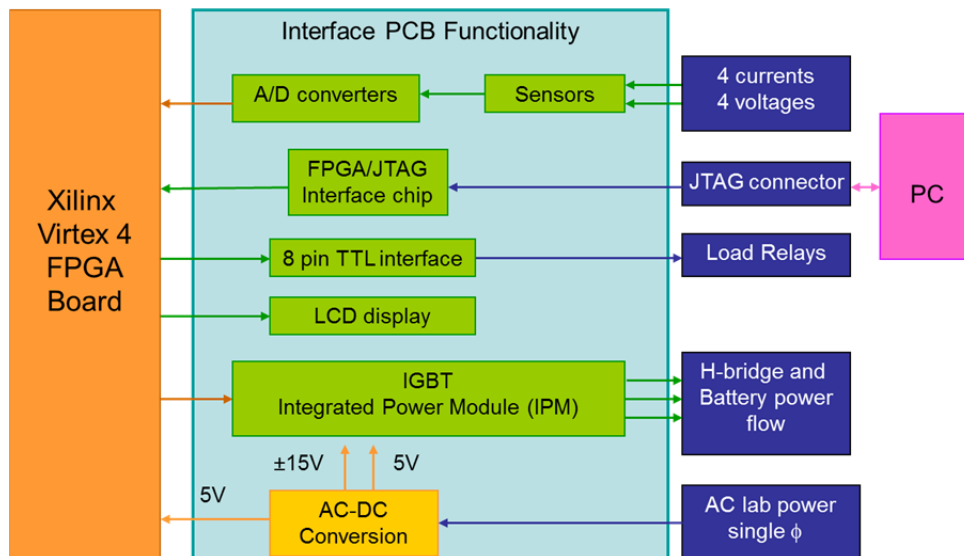 Interface PCB Functionality
A/D converters
Sensors
4 currents
4 voltages
FPGA/JTAG
Interface chip
JTAG connector
PC
Xilinx
Virtex 4
FPGA
Board
8 pin TTL interface
Load Relays
LCD display
IGBT
Integrated Power Module (IPM)
H-bridge and
Battery power
flow
±15V
5V
5V
AC-DC
Conversion
AC lab power
single ϕ